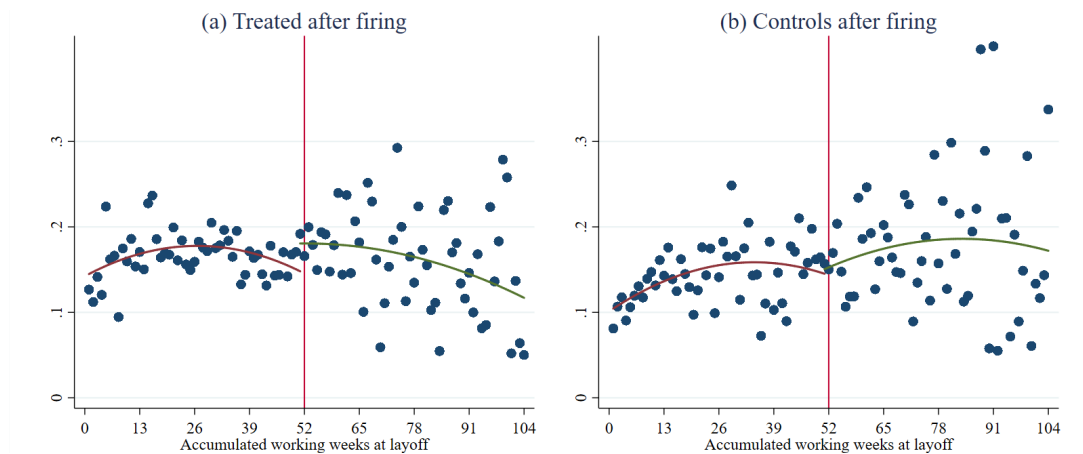 (a) Treated after firing
.3
.2
.1
0
0 13 26 39 52 65 78 91 104
Accumulated working weeks at layoff
(b) Controls after firing
.3
.2
.1
0
0 13 26 39 52 65 78 91 104
Accumulated working weeks at layoff